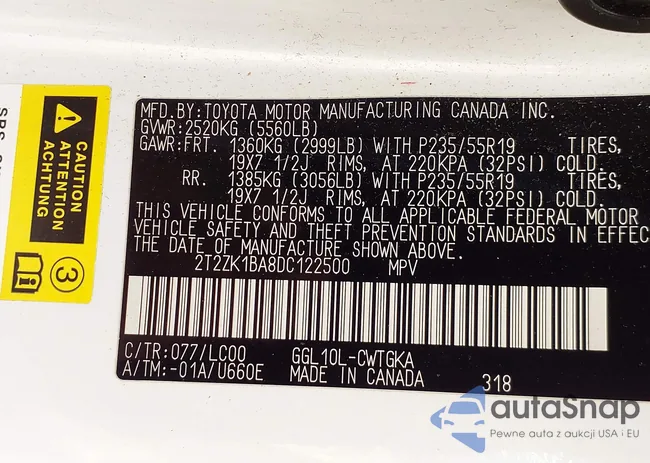 MFD.BY:TOYOTA MOTOR MANUFACTURING CANADA INC.
GVWR:2520KG (5560LB)
GAWR:FRT. 1360KG (2999LB) WITH P235/55R19 TIRES,
19X7 1/2J RIMS, AT 220KPA (32PSI) COLD.
RR. 1385KG (3056LB) WITH P235/55R19 TIRES,
19X7 1/2J RIMS, AT 220KPA (32PSI) COLD.
THIS VEHICLE CONFORMS TO ALL APPLICABLE FEDERAL MOTOR
VEHICLE SAFETY AND THEFT PREVENTION STANDARDS IN EFFEC
THE DATE OF MANUFACTURE SHOWN ABOVE.
2T2ZK1BA8DC122500 MPV
C/TR:077/LC00 GGL10L-CWTGKA
A/TM:-01A/U660E MADE IN CANADA 318
CAUTION
ATTENTION
ACHTUNG
3
autaSnap
Pewne auta z aukcji USA i EU